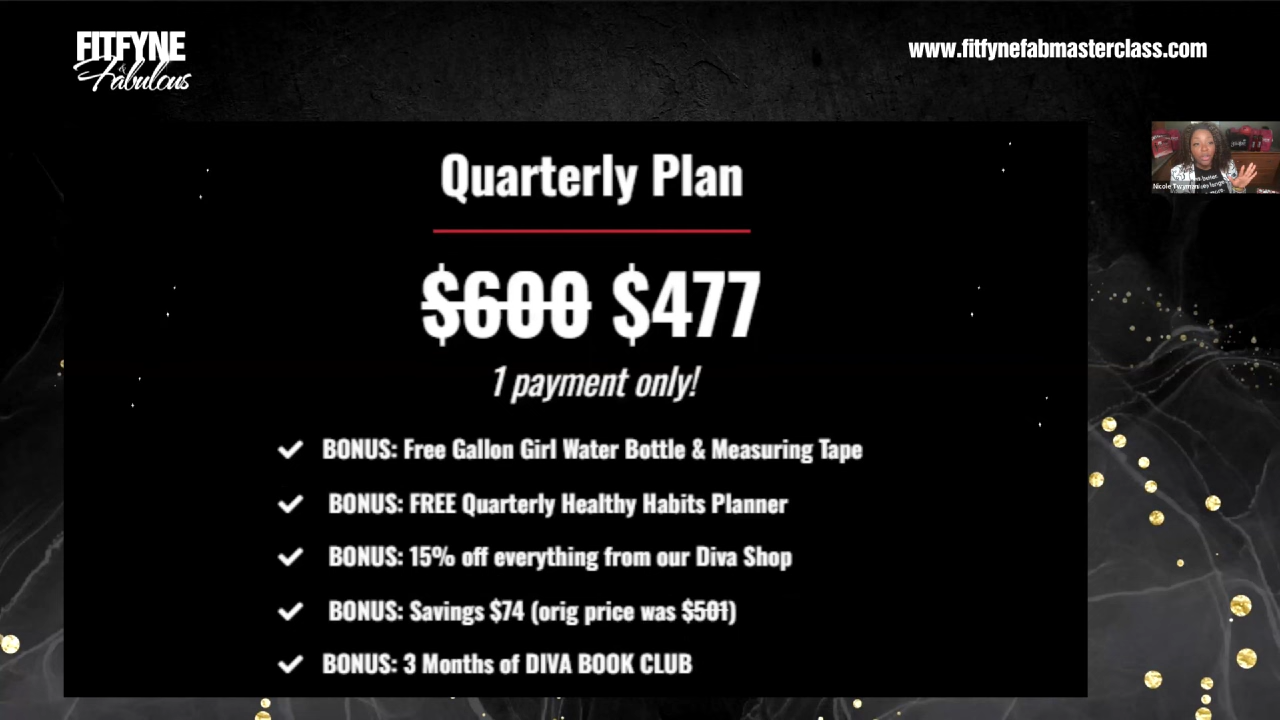 FITFYNE
& Fabulous
www.fitfynefabmasterclass.com
Quarterly Plan
$600 $477
1 payment only!
BONUS: Free Gallon Girl Water Bottle & Measuring Tape
BONUS: FREE Quarterly Healthy Habits Planner
BONUS: 15% off everything from our Diva Shop
BONUS: Savings $74 (orig price was $501)
BONUS: 3 Months of DIVA BOOK CLUB
Nicole Twyman